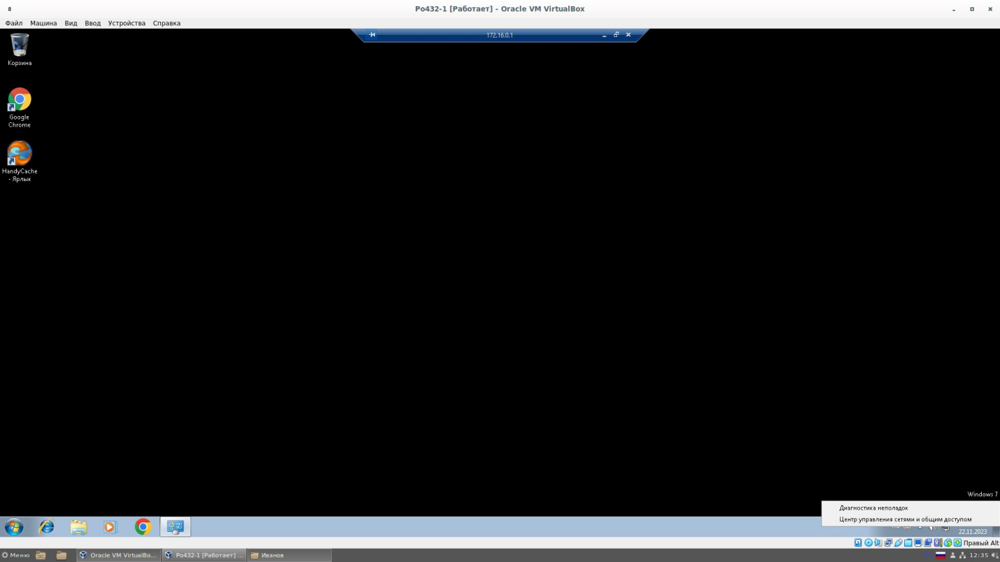 Po432-1 [Работает] - Oracle VM VirtualBox
Файл Машина Вид Ввод Устройства Справка
172.16.0.1
Корзина
Google
Chrome
HandyCache
- Ярлык
Windows 7
Диагностика неполадок
Центр управления сетями и общим доступом
22.11.2023
Правый Alt
Меню
Oracle VM VirtualBo...
Po432-1 [Работает] ...
Иванов
12:35